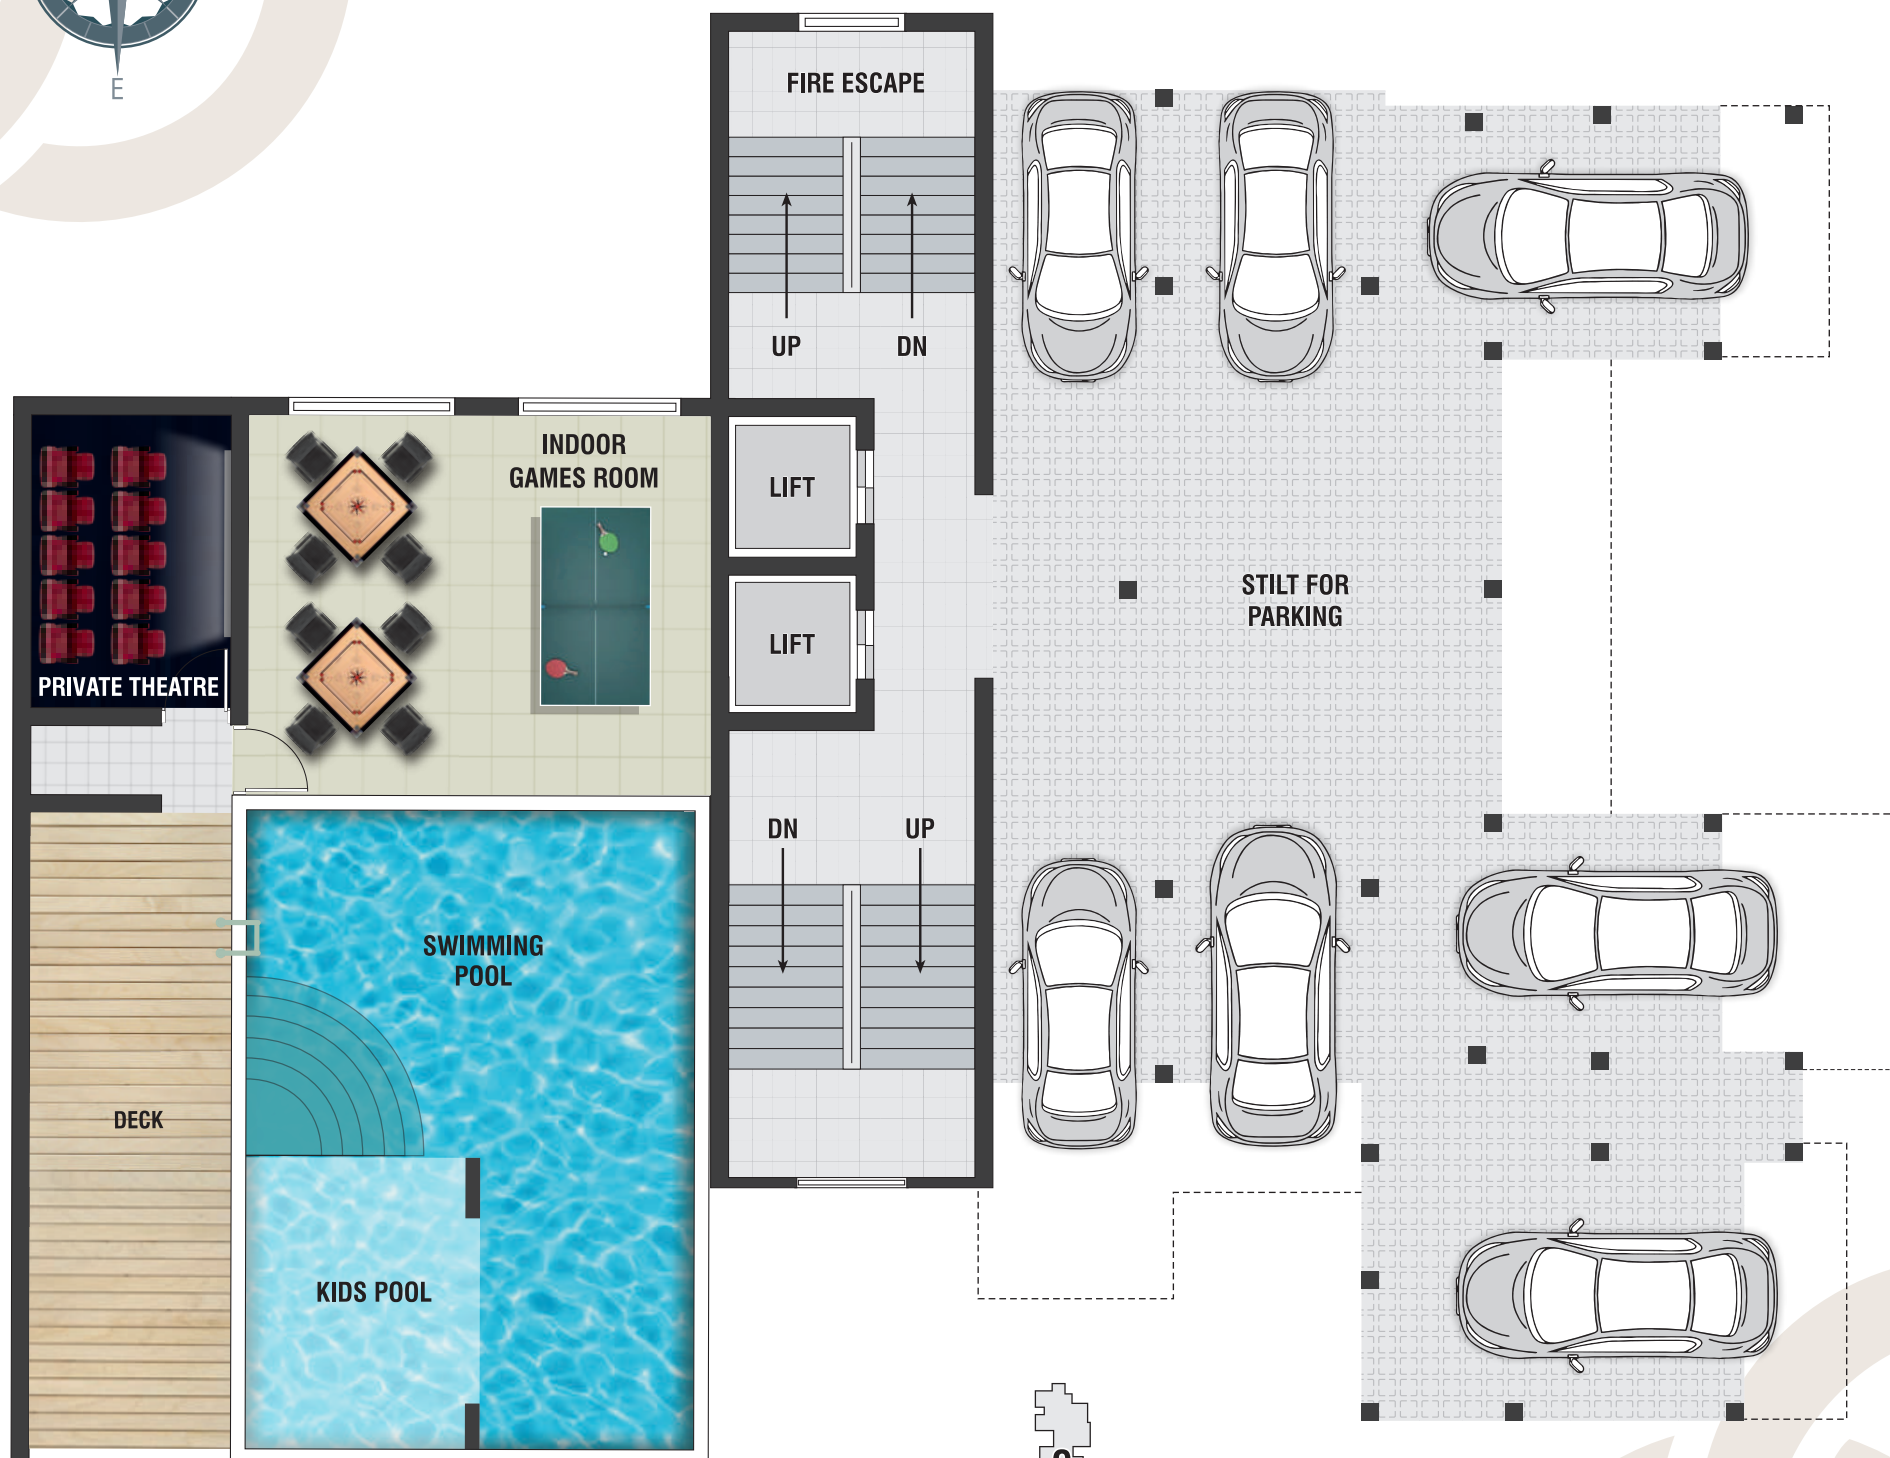 E
FIRE ESCAPE
UP
DN
INDOOR
GAMES ROOM
LIFT
STILT FOR
PARKING
LIFT
PRIVATE THEATRE
DN
UP
SWIMMING
POOL
DECK
KIDS POOL